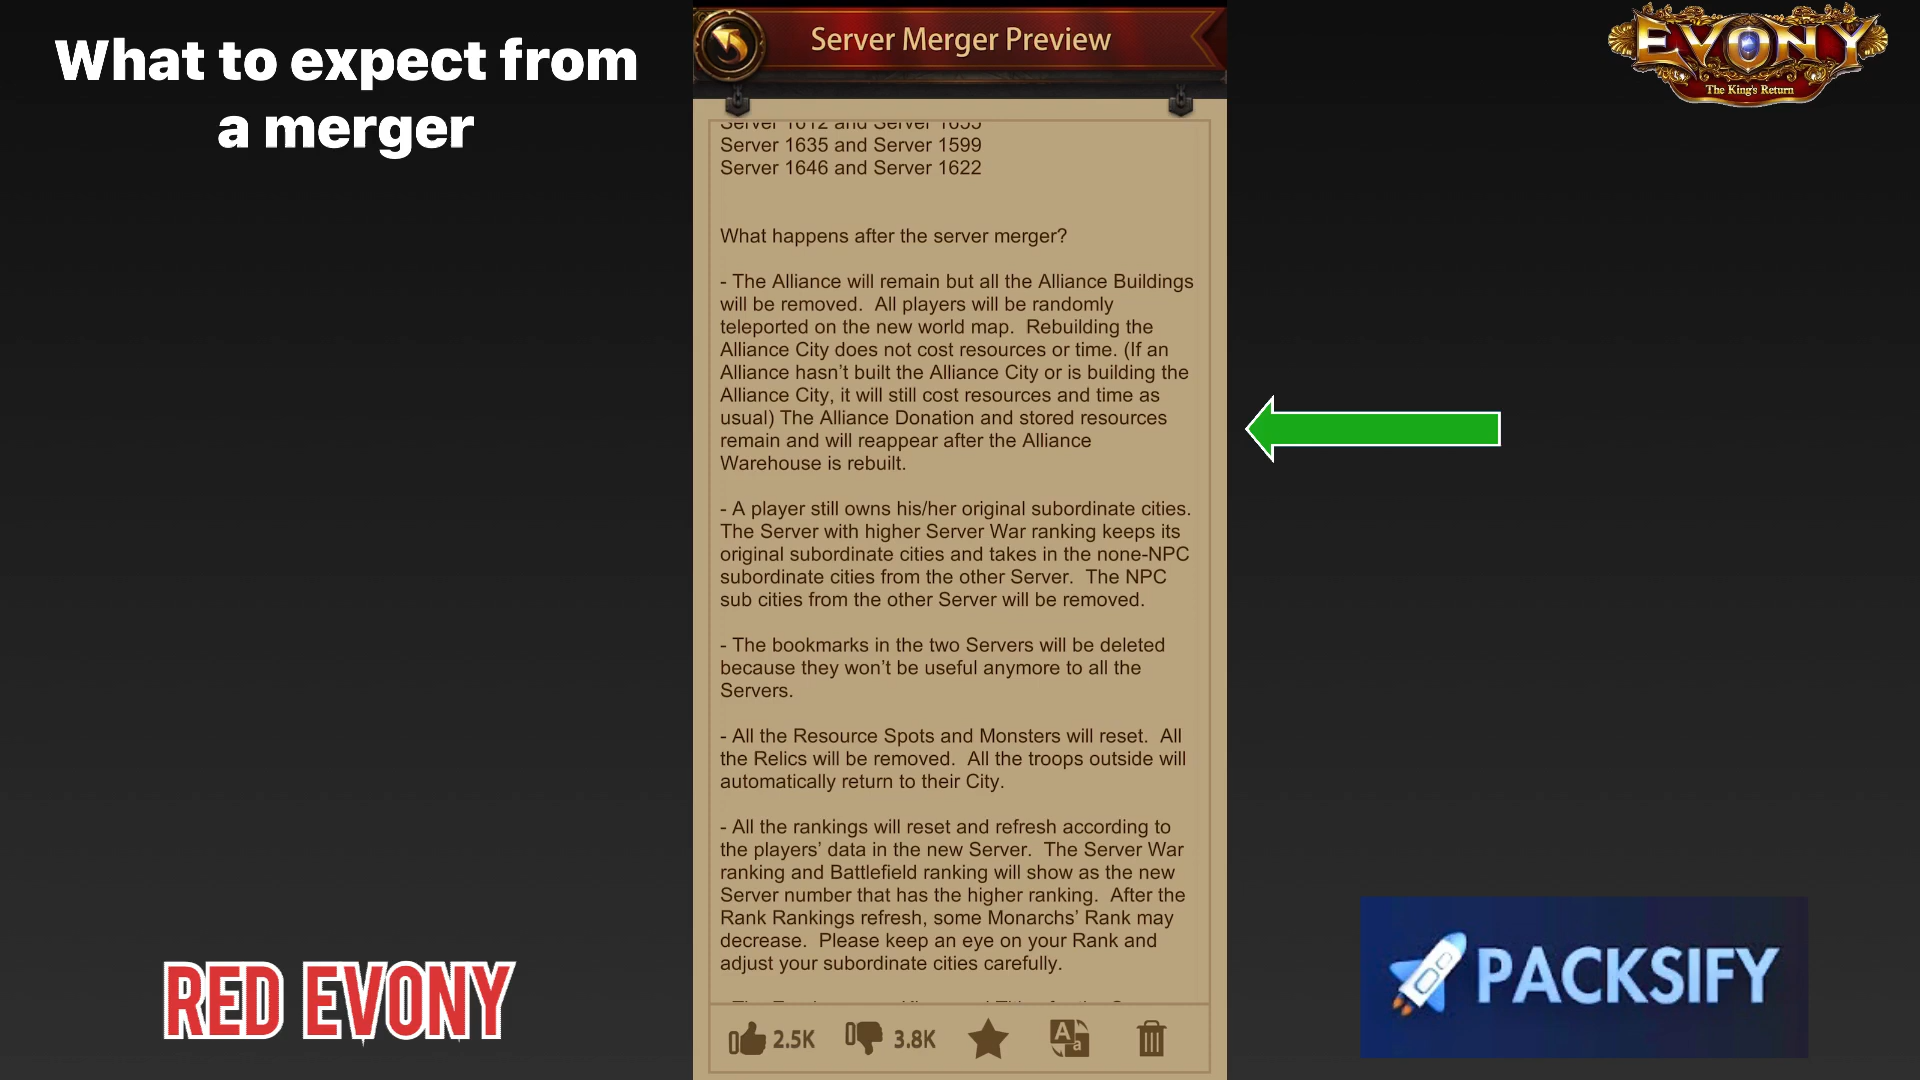 What to expect from
a merger
Server Merger Preview
EVONY
The King's Return
Server 1612 and Server 1655
Server 1635 and Server 1599
Server 1646 and Server 1622
What happens after the server merger?
- The Alliance will remain but all the Alliance Buildings
will be removed.  All players will be randomly
teleported on the new world map.  Rebuilding the
Alliance City does not cost resources or time. (If an
Alliance hasn't built the Alliance City or is building the
Alliance City, it will still cost resources and time as
usual) The Alliance Donation and stored resources
remain and will reappear after the Alliance
Warehouse is rebuilt.
- A player still owns his/her original subordinate cities.
The Server with higher Server War ranking keeps its
original subordinate cities and takes in the none-NPC
subordinate cities from the other Server.  The NPC
sub cities from the other Server will be removed.
- The bookmarks in the two Servers will be deleted
because they won't be useful anymore to all the
Servers.
- All the Resource Spots and Monsters will reset.  All
the Relics will be removed.  All the troops outside will
automatically return to their City.
- All the rankings will reset and refresh according to
the players' data in the new Server.  The Server War
ranking and Battlefield ranking will show as the new
Server number that has the higher ranking.  After the
Rank Rankings refresh, some Monarchs' Rank may
decrease.  Please keep an eye on your Rank and
adjust your subordinate cities carefully.
2.5K
3.8K
A
a
RED EVONY
PACKSIFY